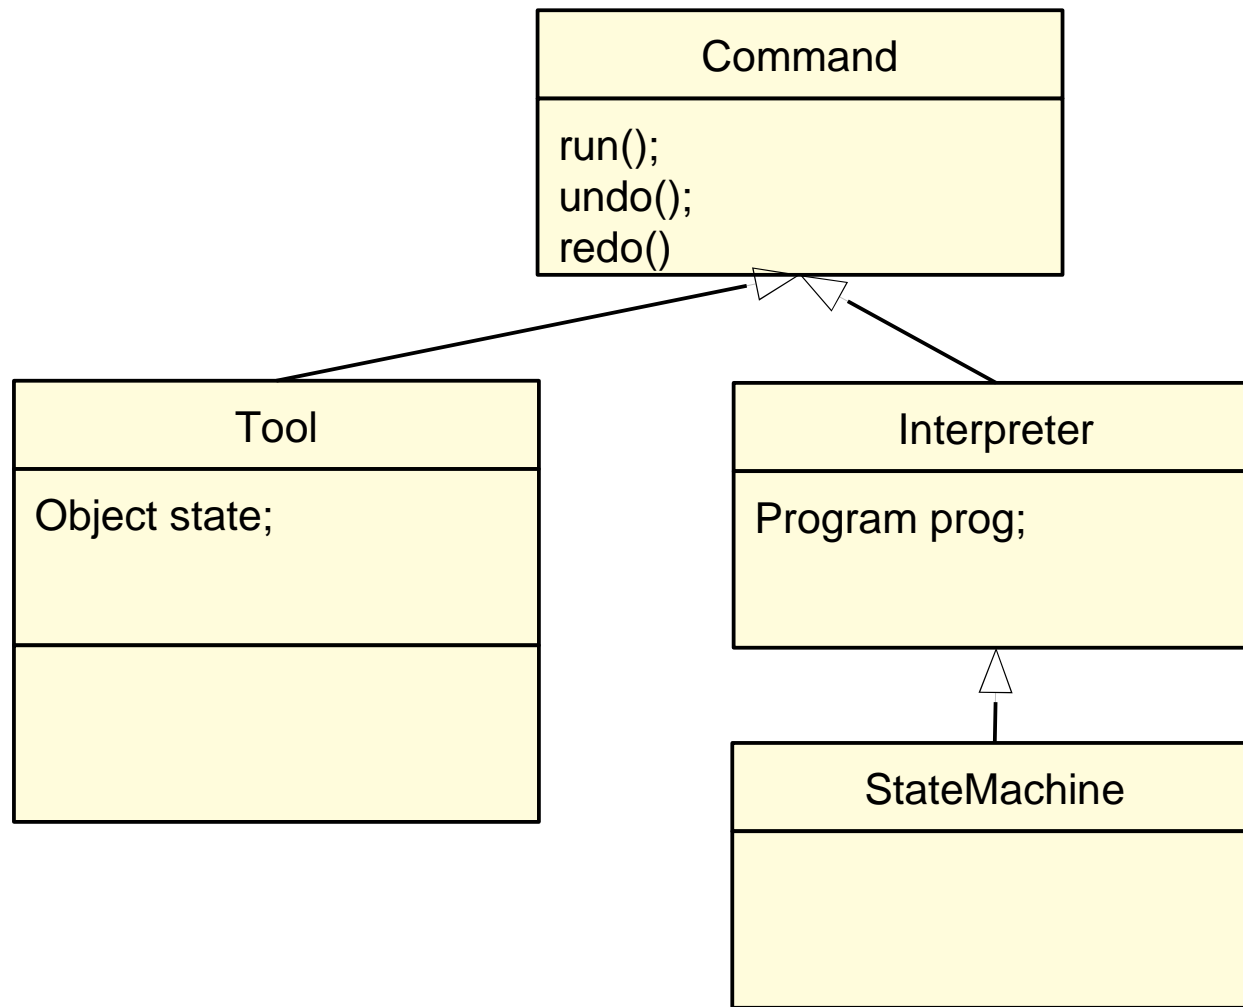 Command
run();
undo();
redo()
Tool
Object state;
Interpreter
Program prog;
StateMachine